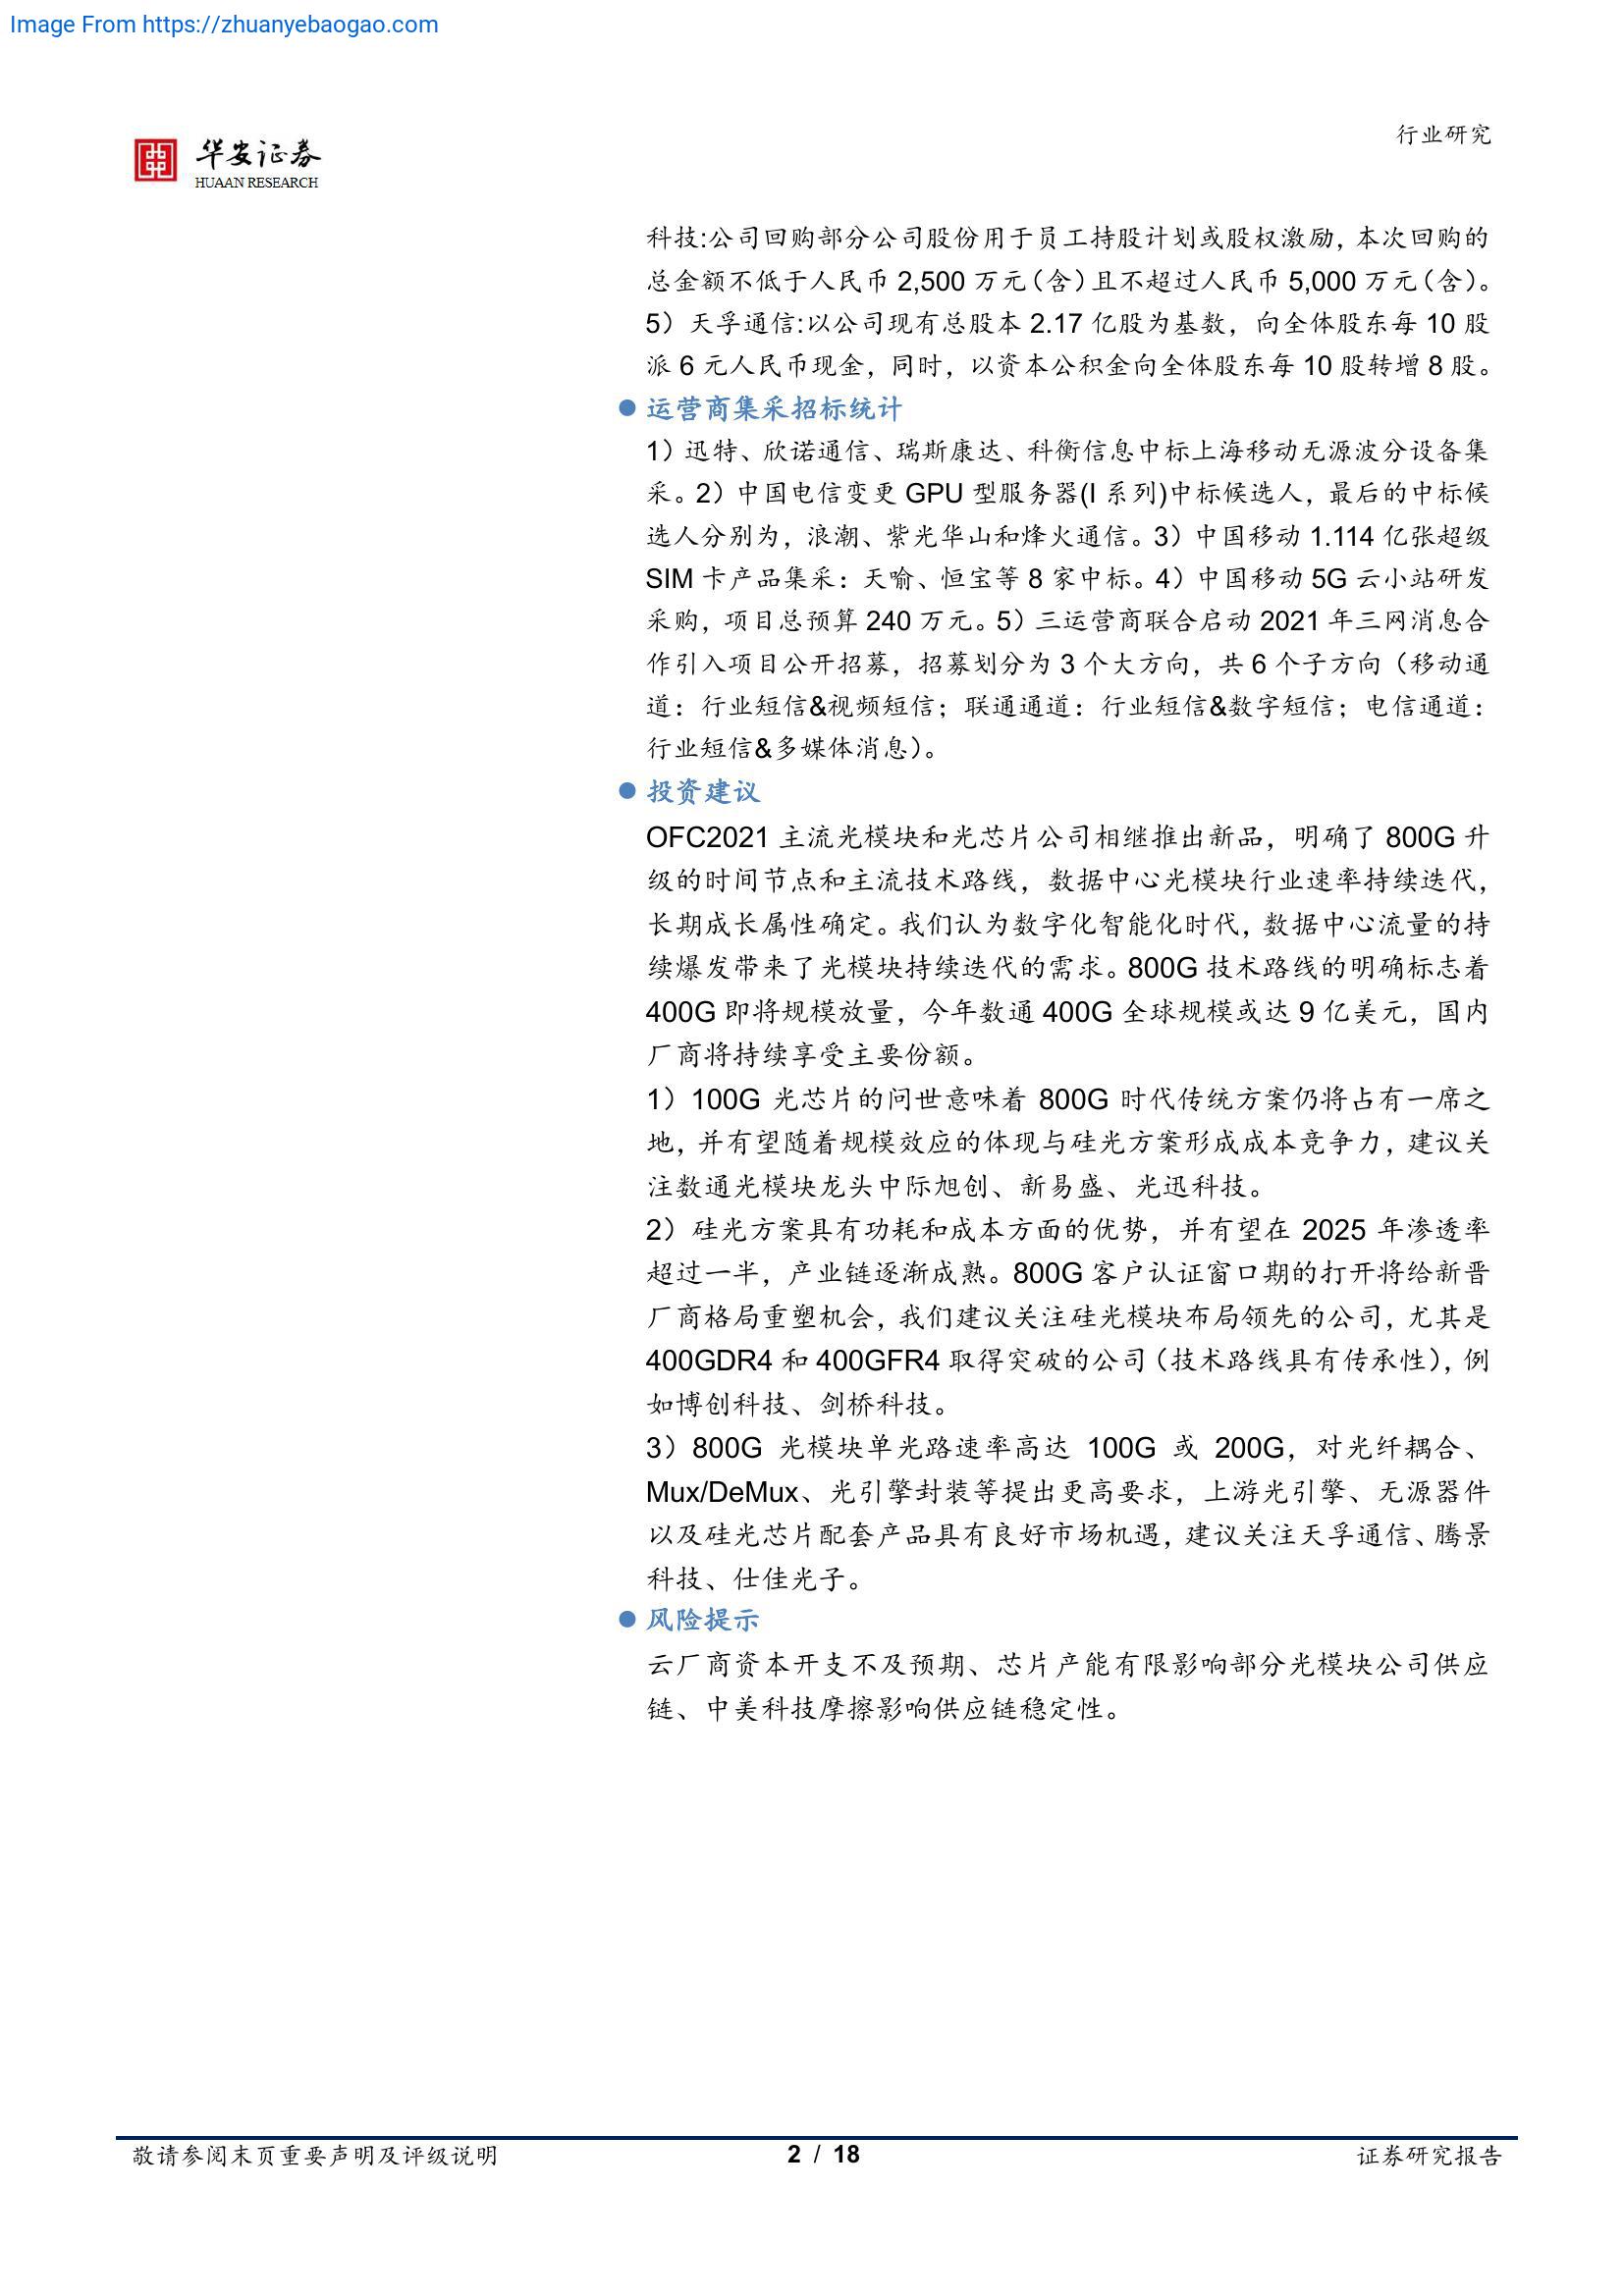 Image From https://zhuanyebaogao.com
华安证券
HUAAN RESEARCH
行业研究
科技:公司回购部分公司股份用于员工持股计划或股权激励，本次回购的
总金额不低于人民币 2,500 万元（含）且不超过人民币 5,000 万元（含）。
5）天孚通信:以公司现有总股本 2.17 亿股为基数，向全体股东每 10 股
派 6 元人民币现金，同时，以资本公积金向全体股东每 10 股转增 8 股。
运营商集采招标统计
1）迅特、欣诺通信、瑞斯康达、科衡信息中标上海移动无源波分设备集
采。2）中国电信变更 GPU 型服务器(I 系列)中标候选人，最后的中标候
选人分别为，浪潮、紫光华山和烽火通信。3）中国移动 1.114 亿张超级
SIM 卡产品集采：天喻、恒宝等 8 家中标。4）中国移动 5G 云小站研发
采购，项目总预算 240 万元。5）三运营商联合启动 2021 年三网消息合
作引入项目公开招募，招募划分为 3 个大方向，共 6 个子方向（移动通
道：行业短信&视频短信；联通通道：行业短信&数字短信；电信通道：
行业短信&多媒体消息）。
投资建议
OFC2021 主流光模块和光芯片公司相继推出新品，明确了 800G 升
级的时间节点和主流技术路线，数据中心光模块行业速率持续迭代，
长期成长属性确定。我们认为数字化智能化时代，数据中心流量的持
续爆发带来了光模块持续迭代的需求。800G 技术路线的明确标志着
400G 即将规模放量，今年数通 400G 全球规模或达 9 亿美元，国内
厂商将持续享受主要份额。
1）100G 光芯片的问世意味着 800G 时代传统方案仍将占有一席之
地，并有望随着规模效应的体现与硅光方案形成成本竞争力，建议关
注数通光模块龙头中际旭创、新易盛、光迅科技。
2）硅光方案具有功耗和成本方面的优势，并有望在 2025 年渗透率
超过一半，产业链逐渐成熟。800G 客户认证窗口期的打开将给新晋
厂商格局重塑机会，我们建议关注硅光模块布局领先的公司，尤其是
400GDR4 和 400GFR4 取得突破的公司（技术路线具有传承性），例
如博创科技、剑桥科技。
3）800G 光模块单光路速率高达 100G 或 200G，对光纤耦合、
Mux/DeMux、光引擎封装等提出更高要求，上游光引擎、无源器件
以及硅光芯片配套产品具有良好市场机遇，建议关注天孚通信、腾景
科技、仕佳光子。
风险提示
云厂商资本开支不及预期、芯片产能有限影响部分光模块公司供应
链、中美科技摩擦影响供应链稳定性。
敬请参阅末页重要声明及评级说明
2 / 18
证券研究报告